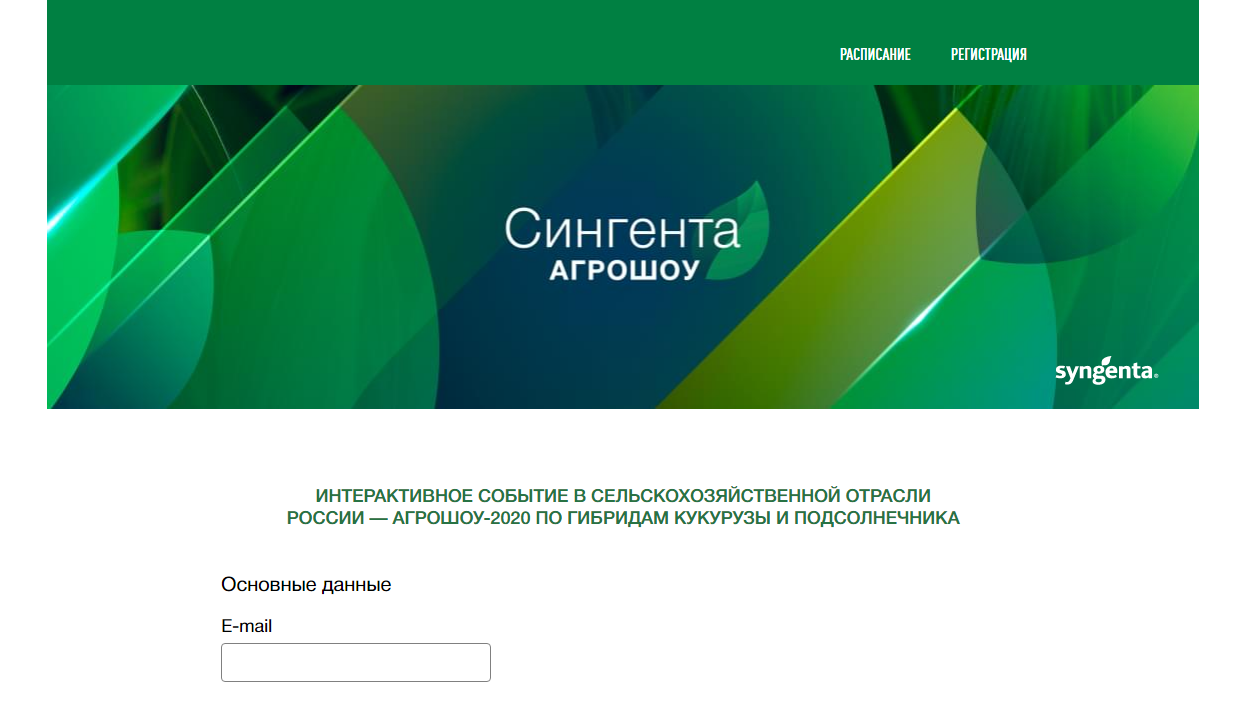 РАСПИСАНИЕ РЕГИСТРАЦИЯ
Сингента
АГРОШОУ
syngenta.
ИНТЕРАКТИВНОЕ СОБЫТИЕ В СЕЛЬСКОХОЗЯЙСТВЕННОЙ ОТРАСЛИ
РОССИИ — АГРОШОУ-2020 ПО ГИБРИДАМ КУКУРУЗЫ И ПОДСОЛНЕЧНИКА
Основные данные
E-mail